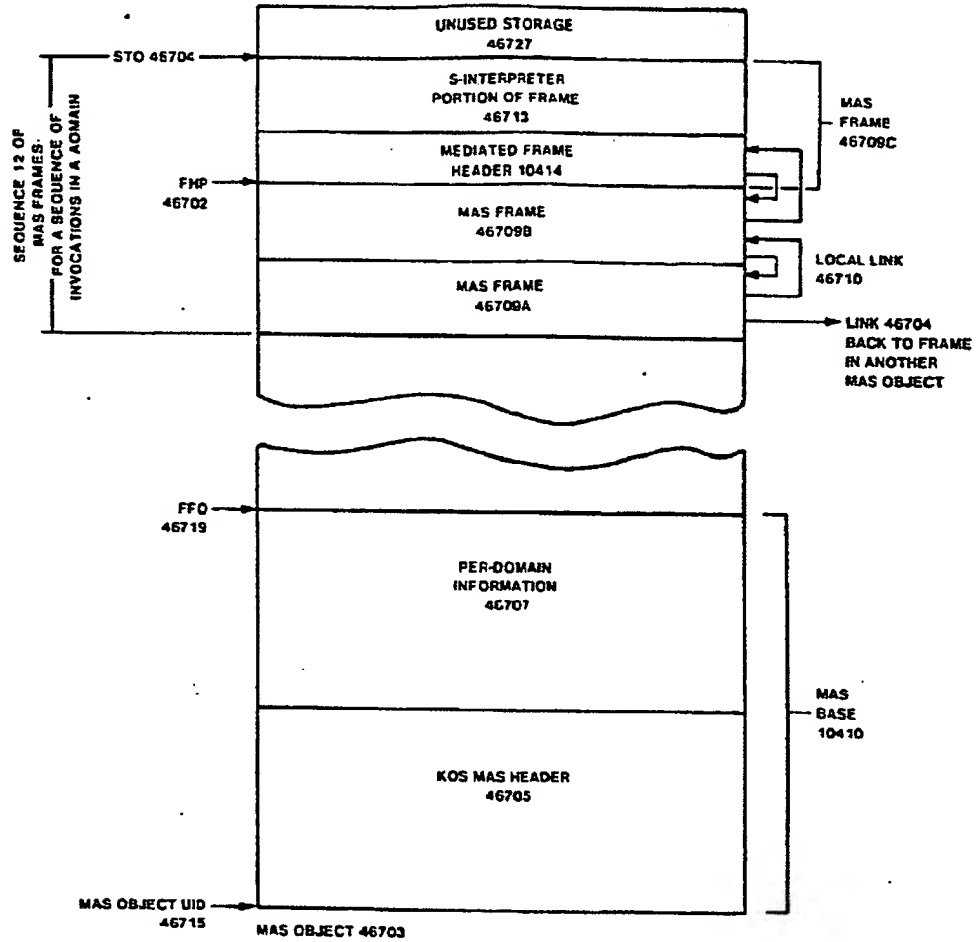 UNUSED STORAGE
46727
STO 46704
S-INTERPRETER
PORTION OF FRAME
46713
MAS
FRAME
46709C
MEDIATED FRAME
HEADER 10414
FHP
46702
MAS FRAME
46709B
LOCAL LINK
46710
MAS FRAME
46709A
LINK 46704
BACK TO FRAME
IN ANOTHER
MAS OBJECT
SEQUENCE 12 OF
MAS FRAMES·
FOR A SEQUENCE OF
INVOCATIONS IN A AOMAIN
FFO
46719
PER-DOMAIN
INFORMATION
46707
MAS
BASE
10410
KOS MAS HEADER
46705
MAS OBJECT UID
46715
MAS OBJECT 46703